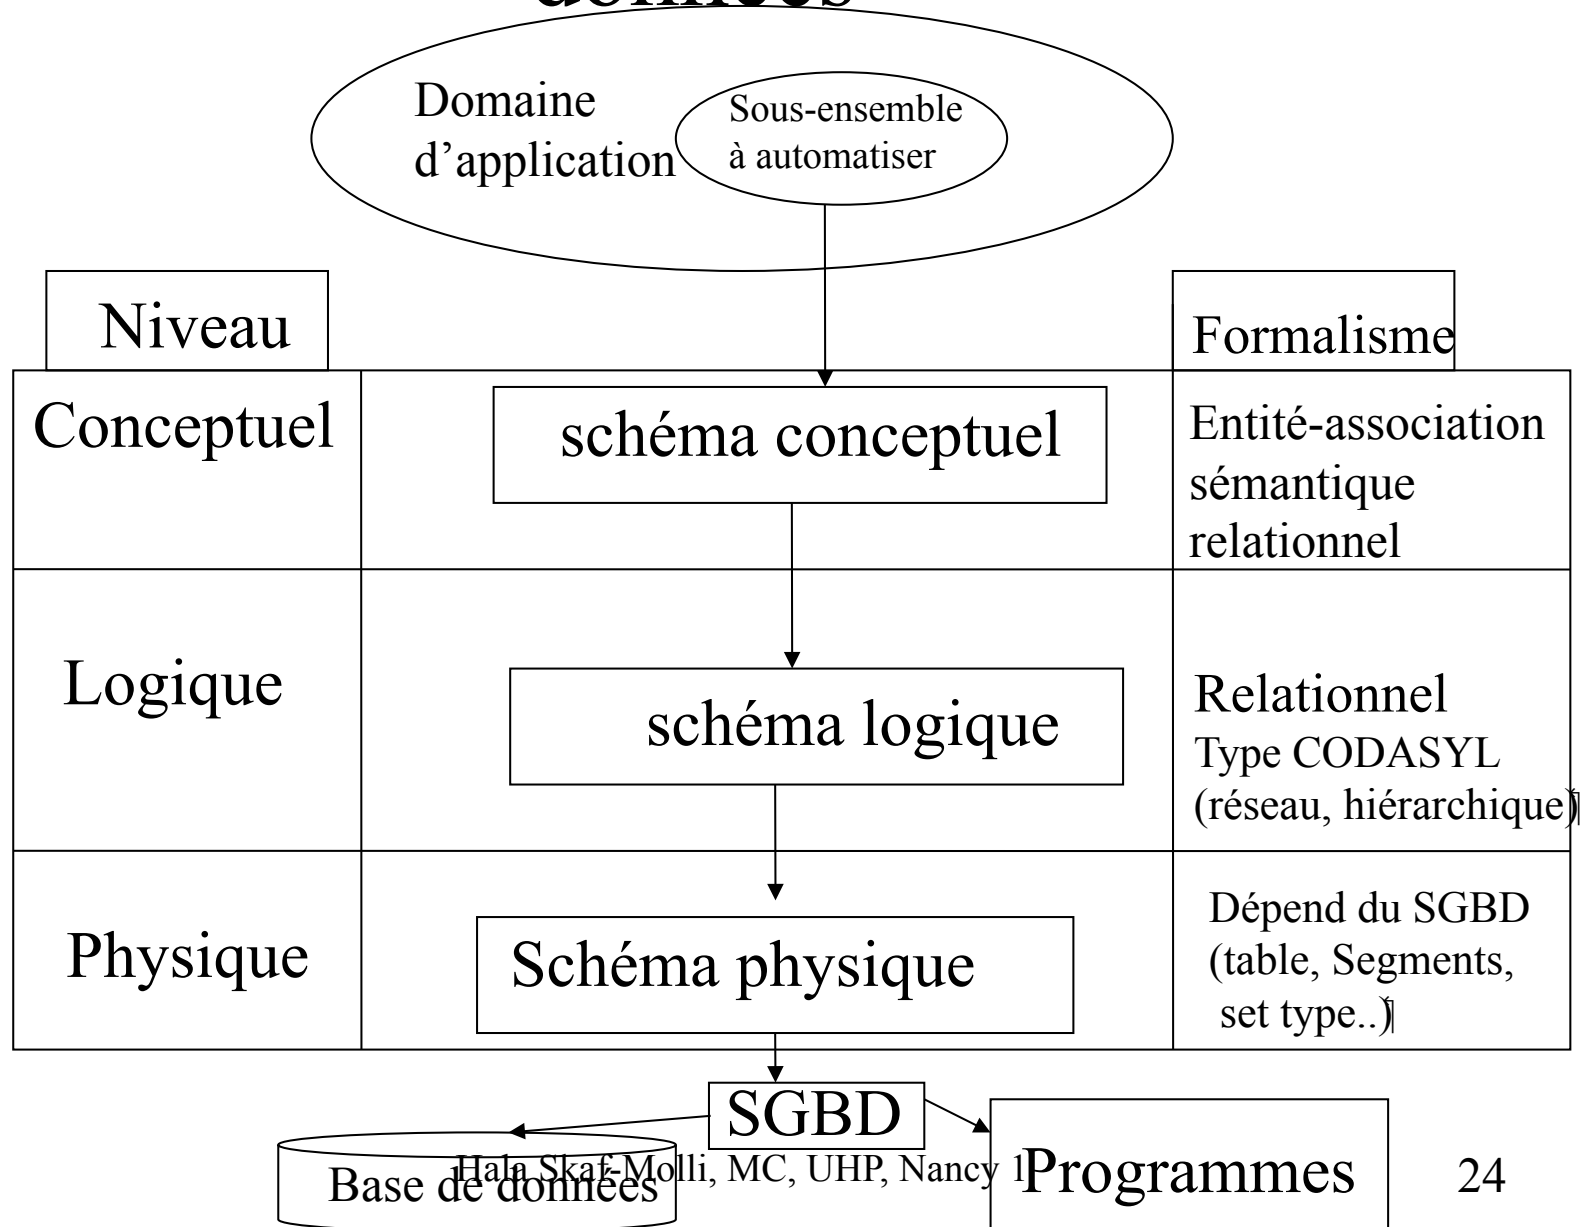 données
Domaine
d’application
Sous-ensemble
à automatiser
Niveau
Formalisme
Conceptuel
schéma conceptuel
Entité-association
sémantique
relationnel
Logique
schéma logique
Relationnel
Type CODASYL
(réseau, hiérarchique)
Physique
Schéma physique
Dépend du SGBD
(table, Segments,
set type..)
SGBD
Base de données
Hala Skaf-Molli, MC, UHP, Nancy 1
Programmes
24